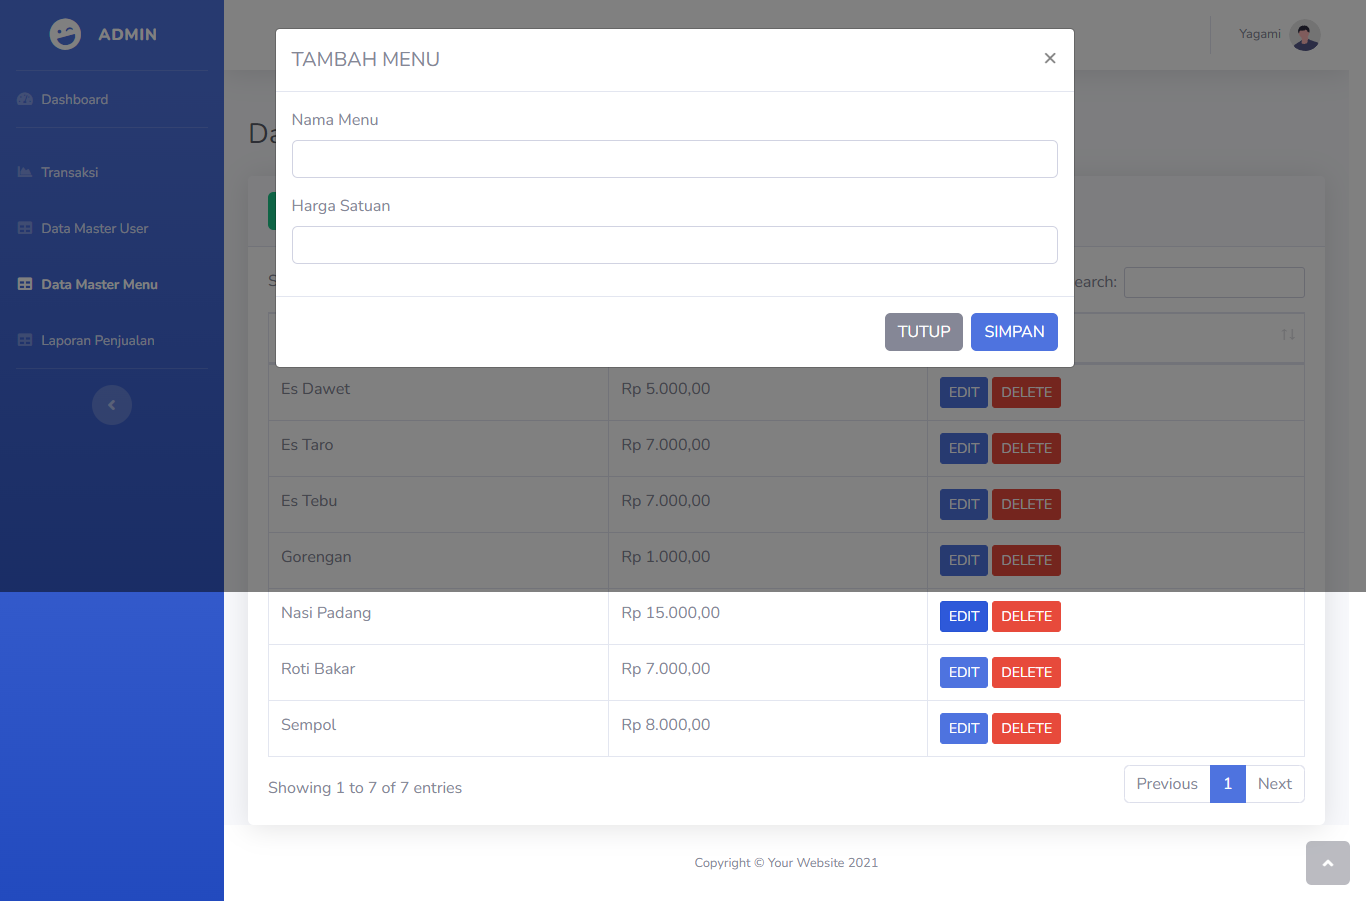 ADMIN
Dashboard
Transaksi
Data Master User
Data Master Menu
Laporan Penjualan
Yagami
TAMBAH MENU
×
Nama Menu
Harga Satuan
TUTUP SIMPAN
earch:
Es Dawet Rp 5.000,00 EDIT DELETE
Es Taro Rp 7.000,00 EDIT DELETE
Es Tebu Rp 7.000,00 EDIT DELETE
Gorengan Rp 1.000,00 EDIT DELETE
Nasi Padang Rp 15.000,00 EDIT DELETE
Roti Bakar Rp 7.000,00 EDIT DELETE
Sempol Rp 8.000,00 EDIT DELETE
Showing 1 to 7 of 7 entries
Previous 1 Next
Copyright © Your Website 2021